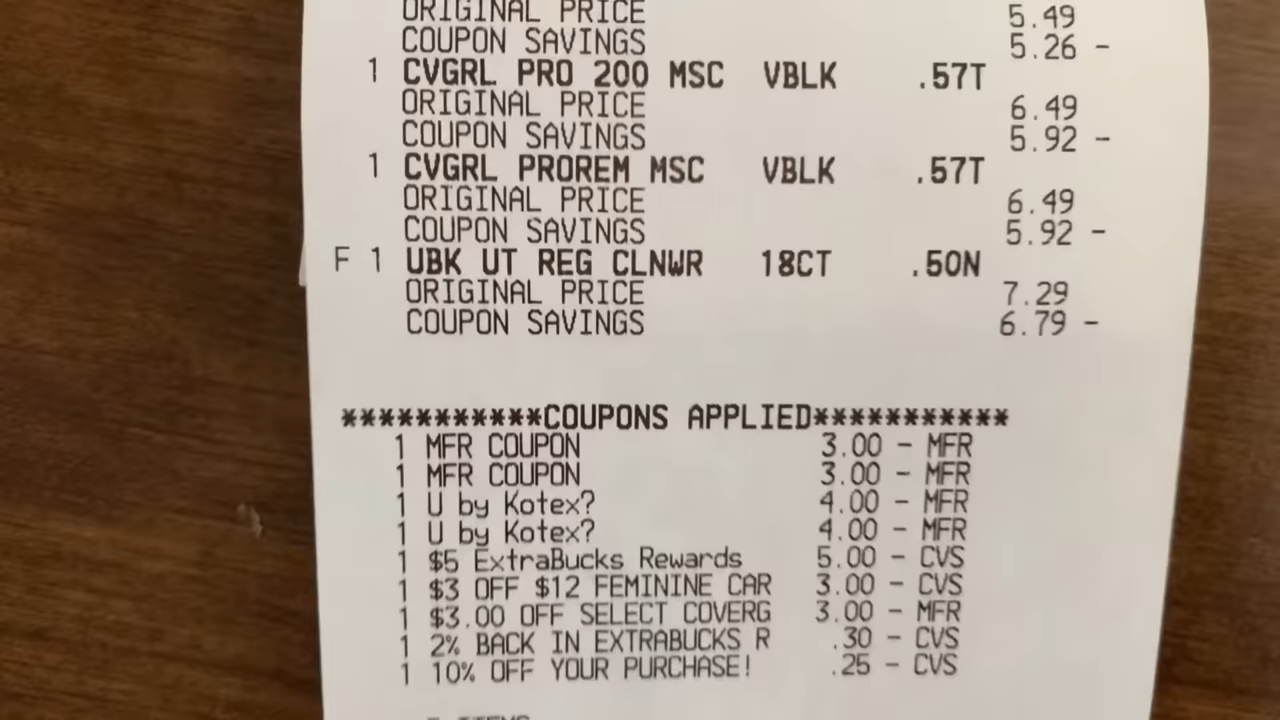 ORIGINAL PRICE 5.49
COUPON SAVINGS 5.26 -
1 CVGRL PRO 200 MSC VBLK .57T
ORIGINAL PRICE 6.49
COUPON SAVINGS 5.92 -
1 CVGRL PROREM MSC VBLK .57T
ORIGINAL PRICE 6.49
COUPON SAVINGS 5.92 -
F 1 UBK UT REG CLNWR 18CT .50N
ORIGINAL PRICE 7.29
COUPON SAVINGS 6.79 -
***********COUPONS APPLIED***********
1 MFR COUPON 3.00 - MFR
1 MFR COUPON 3.00 - MFR
1 U by Kotex? 4.00 - MFR
1 U by Kotex? 4.00 - MFR
1 $5 ExtraBucks Rewards 5.00 - CVS
1 $3 OFF $12 FEMININE CAR 3.00 - CVS
1 $3.00 OFF SELECT COVERG 3.00 - MFR
1 2% BACK IN EXTRABUCKS R .30 - CVS
1 10% OFF YOUR PURCHASE! .25 - CVS